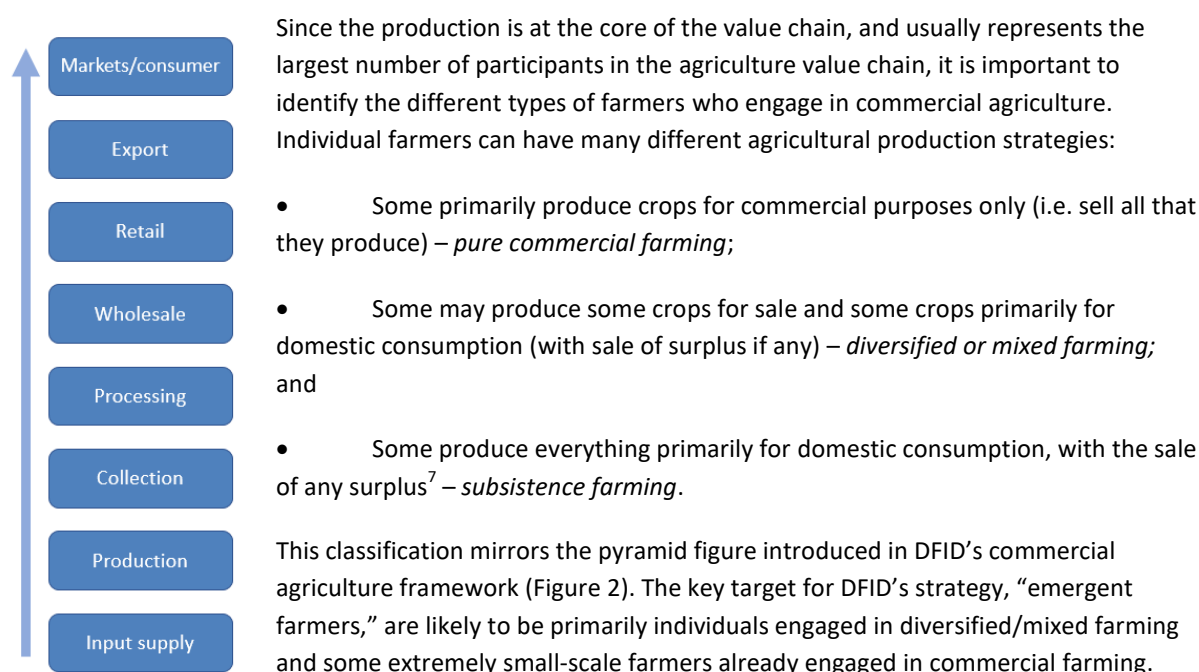 Markets/consumer
Export
Retail
Wholesale
Processing
Collection
Production
Input supply
Since the production is at the core of the value chain, and usually represents the
largest number of participants in the agriculture value chain, it is important to
identify the different types of farmers who engage in commercial agriculture.
Individual farmers can have many different agricultural production strategies:
• Some primarily produce crops for commercial purposes only (i.e. sell all that
they produce) – pure commercial farming;
• Some may produce some crops for sale and some crops primarily for
domestic consumption (with sale of surplus if any) – diversified or mixed farming;
and
• Some produce everything primarily for domestic consumption, with the sale
of any surplus7 – subsistence farming.
This classification mirrors the pyramid figure introduced in DFID’s commercial
agriculture framework (Figure 2). The key target for DFID’s strategy, “emergent
farmers,” are likely to be primarily individuals engaged in diversified/mixed farming
and some extremely small-scale farmers already engaged in commercial farming.